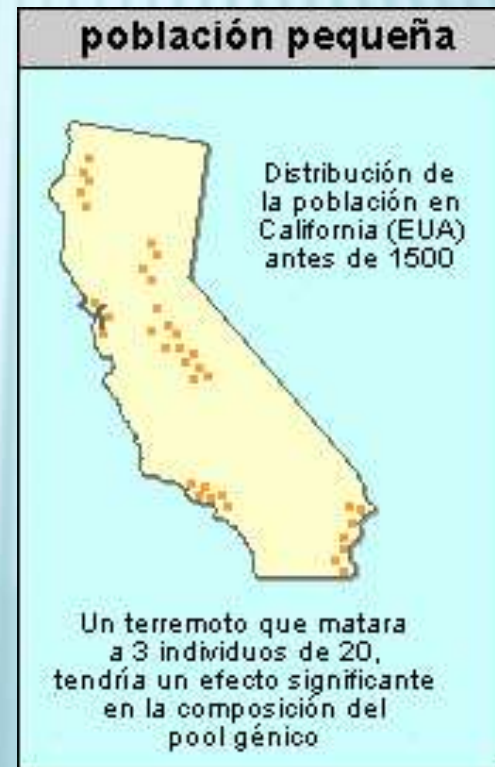 población pequeña
Distribución de
la población en
California (EUA)
antes de 1500
Un terremoto que matara
a 3 individuos de 20,
tendría un efecto significante
en la composición del
pool génico